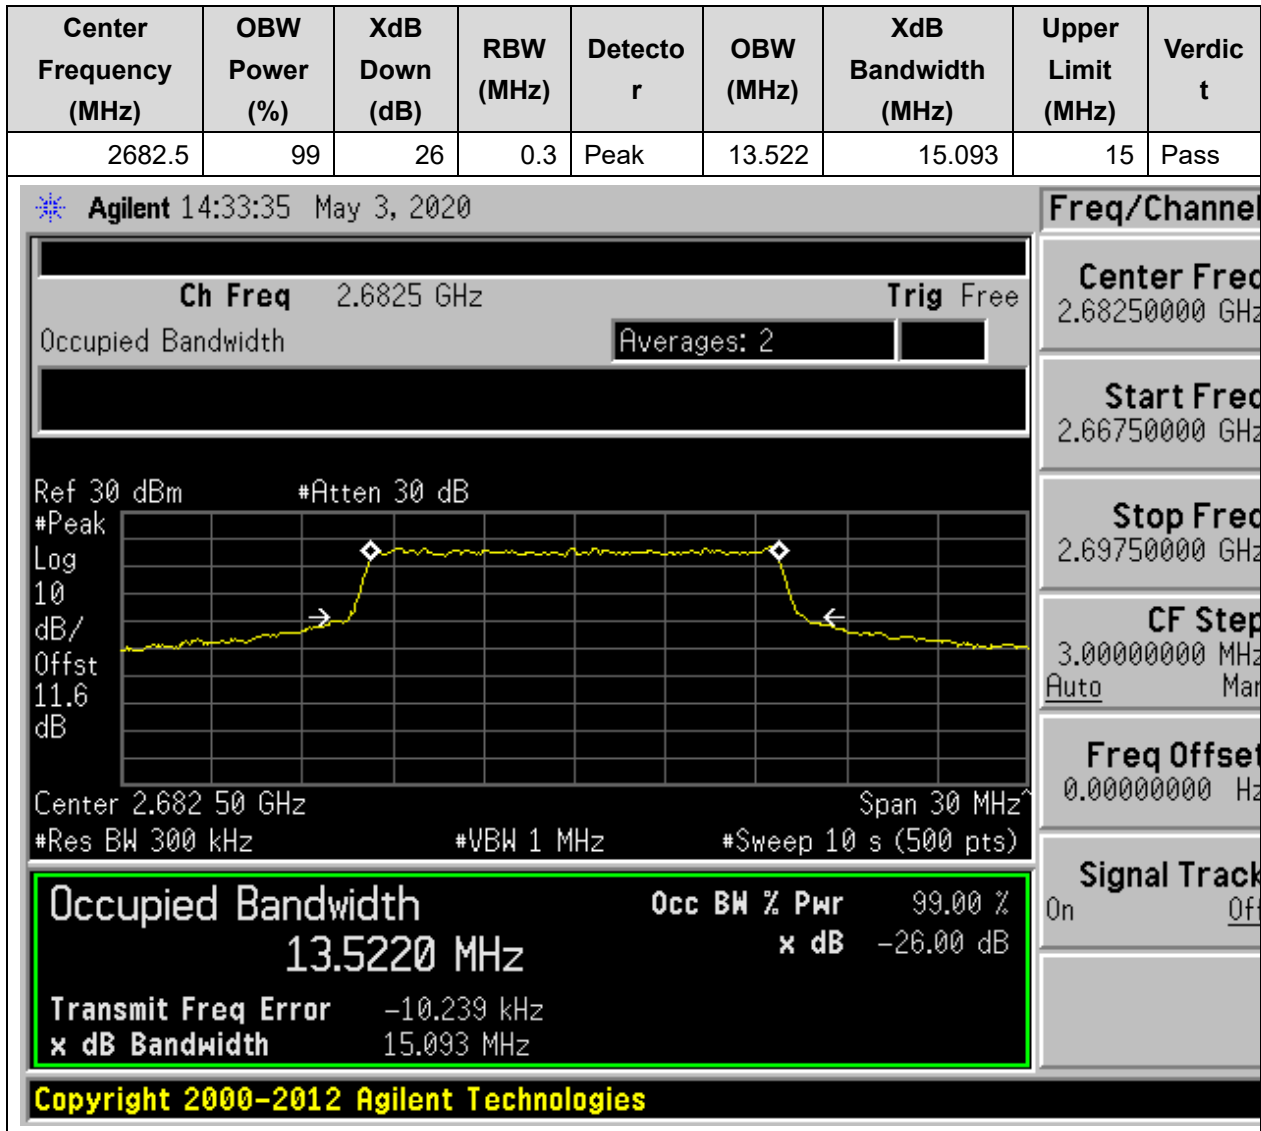 Center Frequency (MHz) OBW Power (%) XdB Down (dB) RBW (MHz) Detector OBW (MHz) XdB Bandwidth (MHz) Upper Limit (MHz) Verdict
2682.5 99 26 0.3 Peak 13.522 15.093 15 Pass
Agilent 14:33:35 May 3, 2020
Freq/Channel
Ch Freq 2.6825 GHz Trig Free
Occupied Bandwidth Averages: 2
Center Freq
2.68250000 GHz
Start Freq
2.66750000 GHz
Stop Freq
2.69750000 GHz
CF Step
3.00000000 MHz
Auto Man
Freq Offset
0.00000000 Hz
Signal Track
On Off
Ref 30 dBm #Atten 30 dB
#Peak
Log
10
dB/
Offst
11.6
dB
Center 2.682 50 GHz Span 30 MHz^
#Res BW 300 kHz #VBW 1 MHz #Sweep 10 s (500 pts)
Occupied Bandwidth Occ BW % Pwr 99.00 %
13.5220 MHz x dB -26.00 dB
Transmit Freq Error -10.239 kHz
x dB Bandwidth 15.093 MHz
Copyright 2000-2012 Agilent Technologies